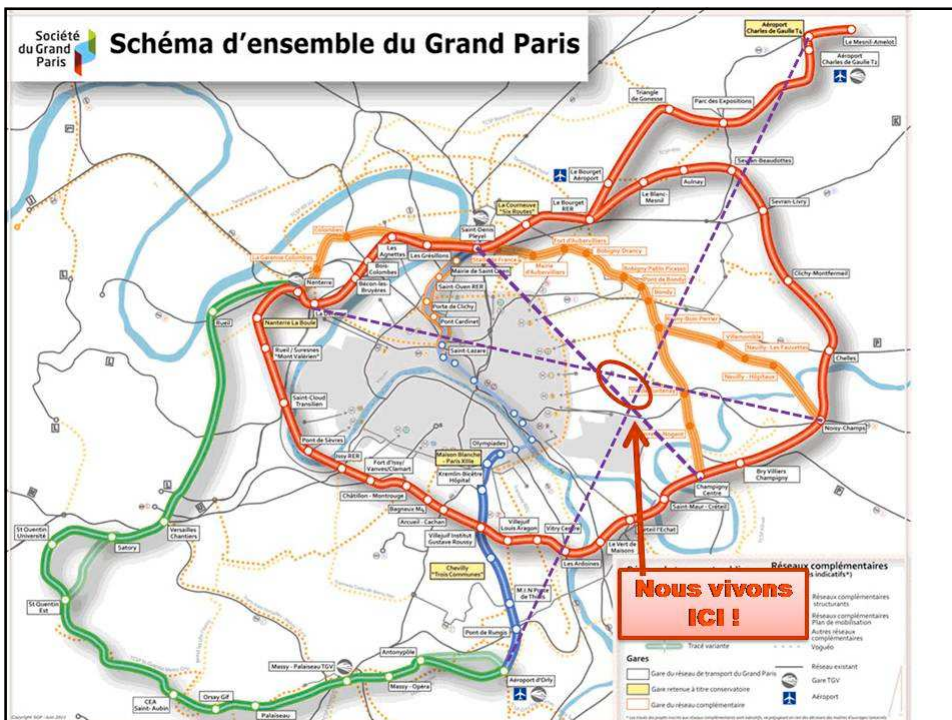 Société
du Grand
Paris
Schéma d'ensemble du Grand Paris
Aéroport
Charles de Gaulle T4
Le Mesnil-Amelot
Aéroport
Charles de Gaulle T2
Triangle
de Gonesse
Parc des Expositions
Sevran-Beaudottes
Le Bourget
Aéroport
Aulnay
Le Blanc-
Mesnil
Sevran-Livry
La Courneuve
"Six Routes"
Le Bourget
RER
Saint-Denis
Pleyel
Colombes
Les
Agnettes
Les Grésillons
La Garenne-Colombes
Bois-
Colombes
Stade de France
Mairie
d'Aubervilliers
Fort d'Aubervilliers
Bobigny-Drancy
Bobigny Pablo Picasso
Pont de Bondy
Bondy
Clichy-Montfermeil
Nanterre
Bécon-les-
Bruyères
Mairie de Saint
Saint-Ouen RER
Porte de Clichy
Pont Cardinet
Rueil
Nanterre La Boule
Villemomble
Neuilly-Les Fauvettes
Chelles
Rueil / Suresnes
"Mont Valérien"
Saint-Lazare
Neuilly - Hôpitaux
Noisy-Champs
Saint-Cloud
Transilien
Pont de Sèvres
Issy RER
Olympiades
Maison Blanche -
Paris XIIIe
Kremlin-Bicêtre
Hôpital
Fort d'Issy/
Vanves/Clamart
Châtillon - Montrouge
Bagneux M4
Arcueil - Cachan
Bry Villiers
Champigny
Champigny
Centre
Saint-Maur - Créteil
Créteil l'Echat
Le Vert de
Maisons
Villejuif
Louis Aragon
Vitry Centre
Les Ardoines
Villejuif Institut
Gustave Roussy
St Quentin
Université
Satory
Versailles
Chantiers
Chevilly
"Trois Communes"
M.I.N Porte
de Thiais
Pont de Rungis
St Quentin
Est
Antonypôle
Massy - Palaiseau TGV
Massy - Opéra
Aéroport d'Orly
CEA
Saint-Aubin
Orsay Gif
Palaiseau
Nous vivons
ICI !
Réseaux complémentaires
Réseaux complémentaires
structurants
Réseaux complémentaires
Plan de mobilisation
Autres réseaux
complémentaires
Tracé variante
Voguéo
Gares
Gare du réseau de transport du Grand Paris
Gare retenue à titre conservatoire
Gare du réseau complémentaire
Réseau existant
Gare TGV
Aéroport